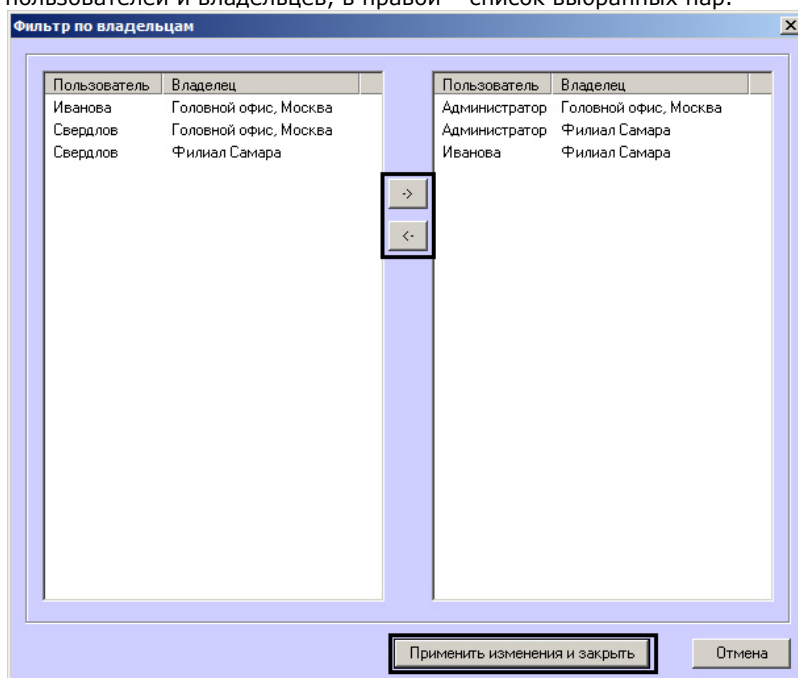 пользователей и владельцев, в правой – список выбранных пар.
Фильтр по владельцам
Пользователь Владелец
Иванова Головной офис, Москва
Свердлов Головной офис, Москва
Свердлов Филиал Самара
Пользователь Владелец
Администратор Головной офис, Москва
Администратор Филиал Самара
Иванова Филиал Самара
->
<-
Применить изменения и закрыть
Отмена